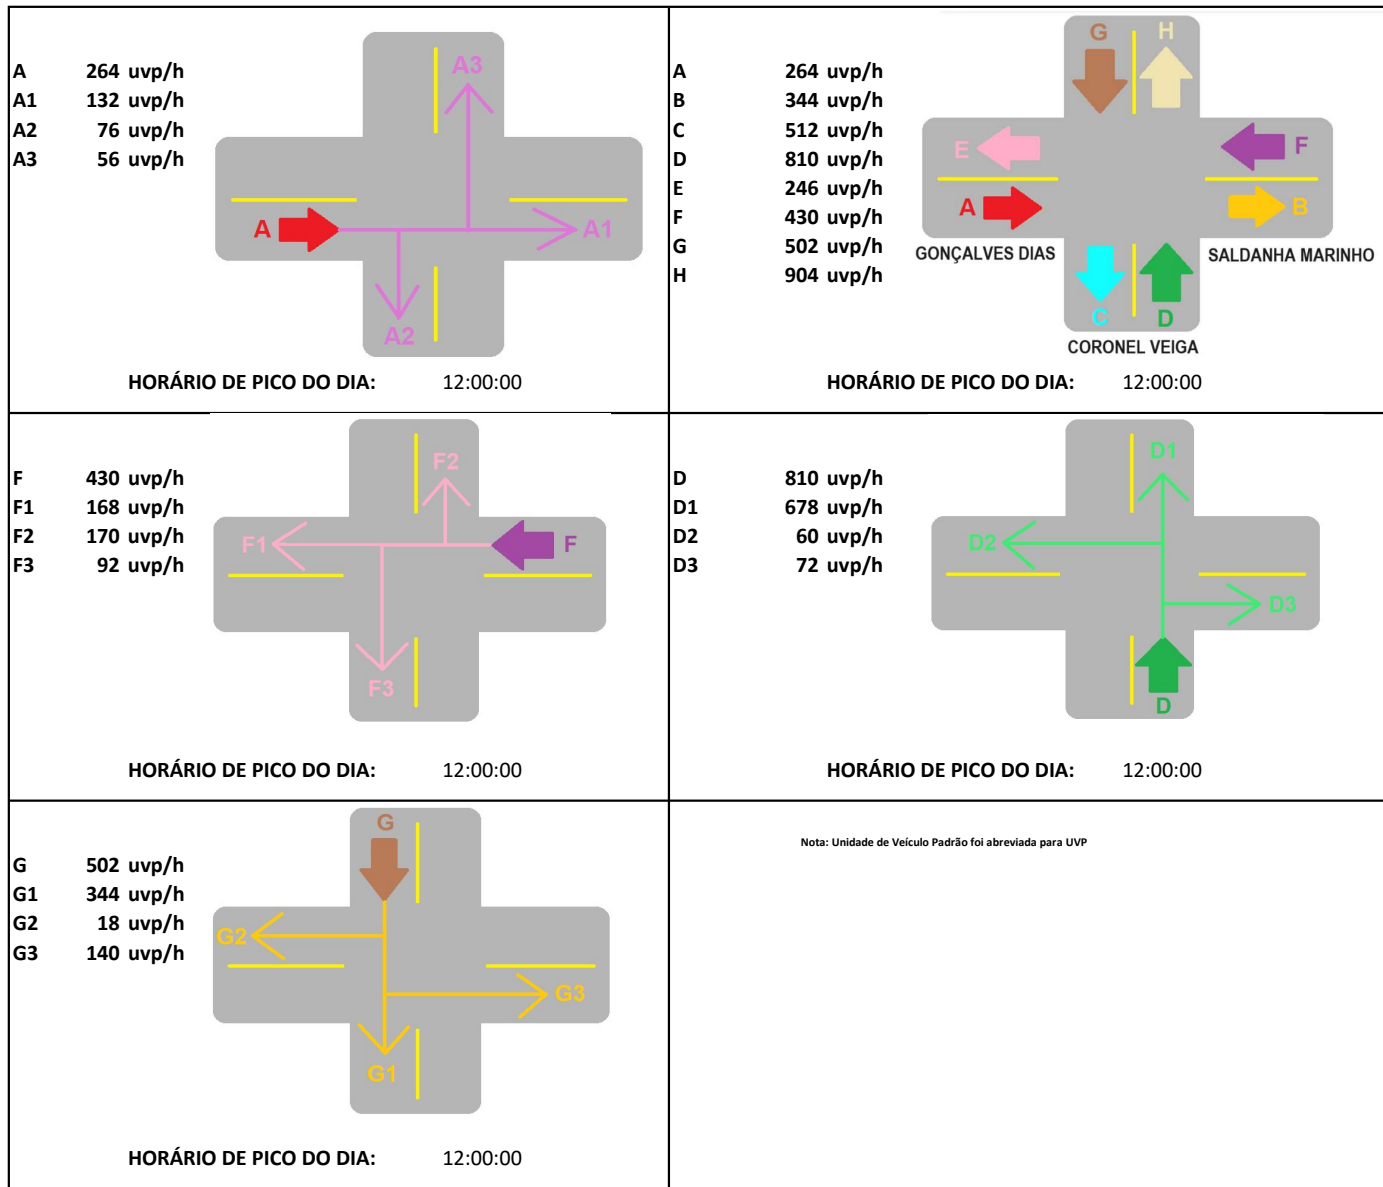 A 264 uvp/h
A1 132 uvp/h
A2 76 uvp/h
A3 56 uvp/h
A3
A
A1
A2
HORÁRIO DE PICO DO DIA: 12:00:00
A 264 uvp/h
B 344 uvp/h
C 512 uvp/h
D 810 uvp/h
E 246 uvp/h
F 430 uvp/h
G 502 uvp/h
H 904 uvp/h
G H
E F
A B
GONÇALVES DIAS SALDANHA MARINHO
C D
CORONEL VEIGA
HORÁRIO DE PICO DO DIA: 12:00:00
F 430 uvp/h
F1 168 uvp/h
F2 170 uvp/h
F3 92 uvp/h
F2
F1 F
F3
HORÁRIO DE PICO DO DIA: 12:00:00
D 810 uvp/h
D1 678 uvp/h
D2 60 uvp/h
D3 72 uvp/h
D1
D2
D3
D
HORÁRIO DE PICO DO DIA: 12:00:00
G 502 uvp/h
G1 344 uvp/h
G2 18 uvp/h
G3 140 uvp/h
G
G2
G3
G1
HORÁRIO DE PICO DO DIA: 12:00:00
Nota: Unidade de Veículo Padrão foi abreviada para UVP